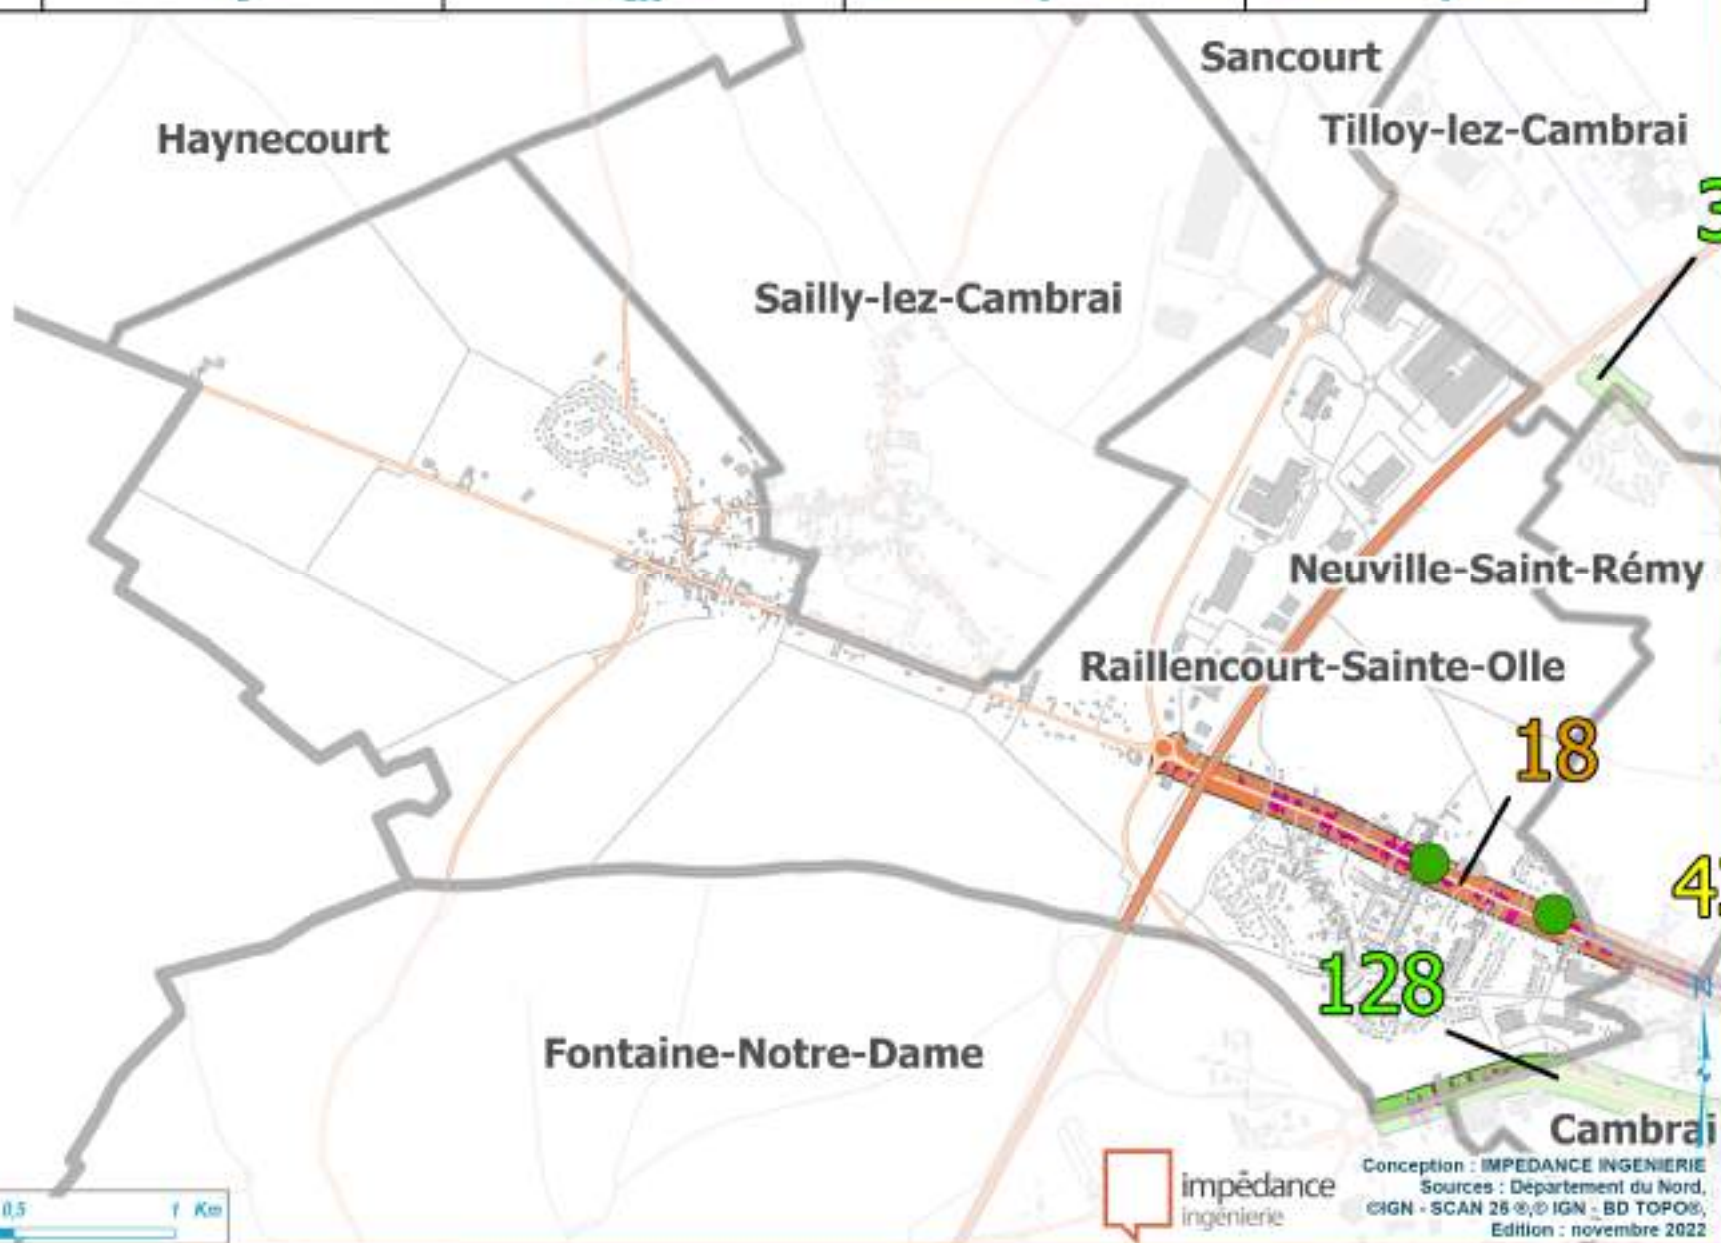 Sancourt
Haynecourt
Tilloy-lez-Cambrai
Sailly-lez-Cambrai
Neuville-Saint-Rémy
Raillencourt-Sainte-Olle
18
128
Fontaine-Notre-Dame
Cambrai
impédance
ingénierie
Conception : IMPEDANCE INGENIERIE
Sources : Département du Nord,
©IGN - SCAN 25 ®,© IGN - BD TOPO®,
Edition : novembre 2022
0,5 1 Km